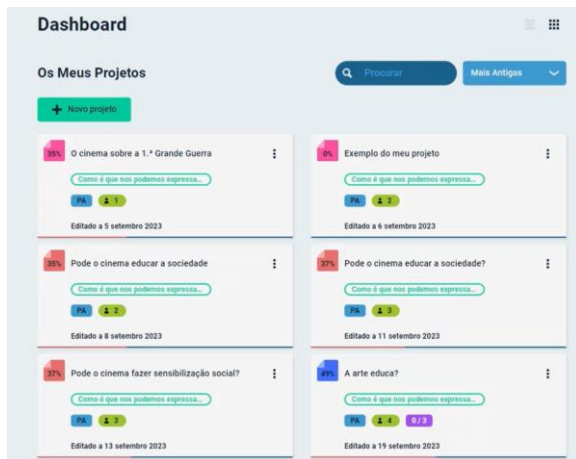 Dashboard
Os Meus Projetos
Procurar
Mais Antigas
Novo projeto
35%
O cinema sobre a 1.ª Grande Guerra
Como é que nos podemos expressa...
PA
1
Editado a 5 setembro 2023
0%
Exemplo do meu projeto
Como é que nos podemos expressa...
PA
2
Editado a 6 setembro 2023
35%
Pode o cinema educar a sociedade
Como é que nos podemos expressa...
PA
2
Editado a 8 setembro 2023
37%
Pode o cinema educar a sociedade?
Como é que nos podemos expressa...
PA
3
Editado a 11 setembro 2023
37%
Pode o cinema fazer sensibilização social?
Como é que nos podemos expressa...
PA
3
Editado a 13 setembro 2023
49%
A arte educa?
Como é que nos podemos expressa...
PA
4
0/3
Editado a 19 setembro 2023